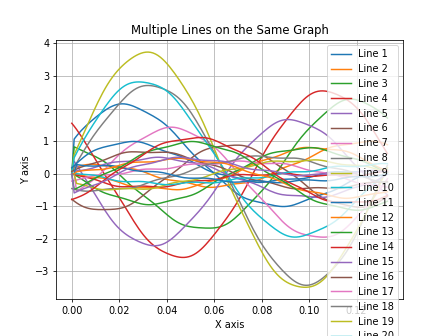 Multiple Lines on the Same Graph
4
3
2
1
0
−1
−2
−3
Y axis
0.00
0.02
0.04
0.06
0.08
0.10
X axis
Line 1
Line 2
Line 3
Line 4
Line 5
Line 6
Line 7
Line 8
Line 9
Line 10
Line 11
Line 12
Line 13
Line 14
Line 15
Line 16
Line 17
Line 18
Line 19
Line 20